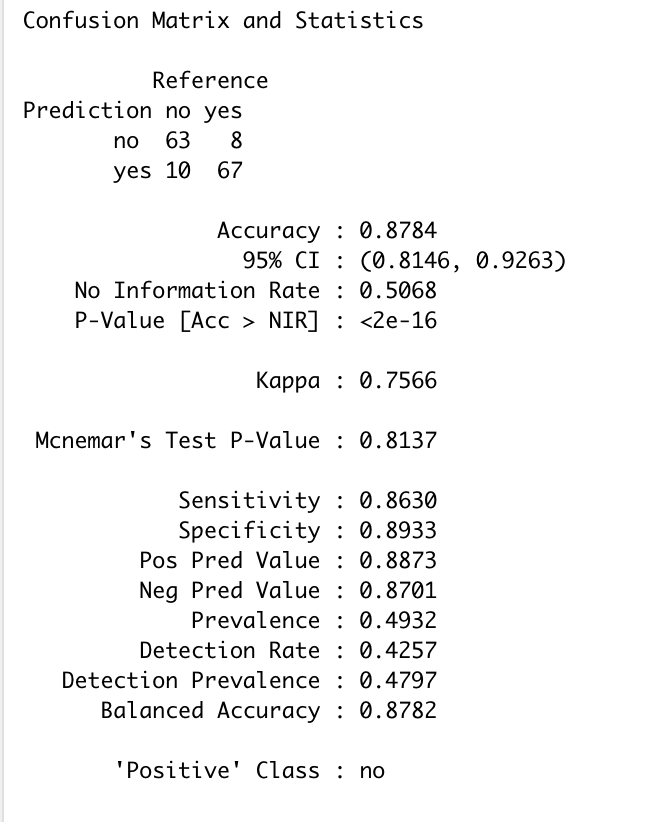 Confusion Matrix and Statistics
Reference
Prediction no yes
no 63 8
yes 10 67
Accuracy : 0.8784
95% CI : (0.8146, 0.9263)
No Information Rate : 0.5068
P-Value [Acc > NIR] : <2e-16
Kappa : 0.7566
Mcnemar's Test P-Value : 0.8137
Sensitivity : 0.8630
Specificity : 0.8933
Pos Pred Value : 0.8873
Neg Pred Value : 0.8701
Prevalence : 0.4932
Detection Rate : 0.4257
Detection Prevalence : 0.4797
Balanced Accuracy : 0.8782
'Positive' Class : no